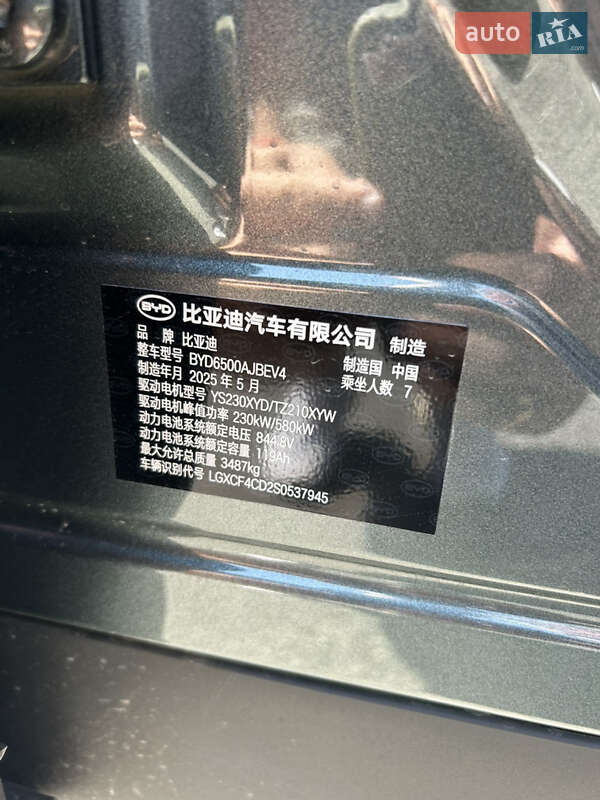 auto RIA .com
BYD 比亚迪汽车有限公司 制造
品牌 比亚迪 制造国 中国
整车型号 BYD6500AJBEV4 乘坐人数 7
制造年月 2025 年 5 月
驱动电机型号 YS230XYD/TZ210XYW
驱动电机峰值功率 230kW/580kW
动力电池系统额定电压 844.8V
动力电池系统额定容量 119Ah
最大允许总质量 3487kg
车辆识别代号 LGXCF4CD2S0537945